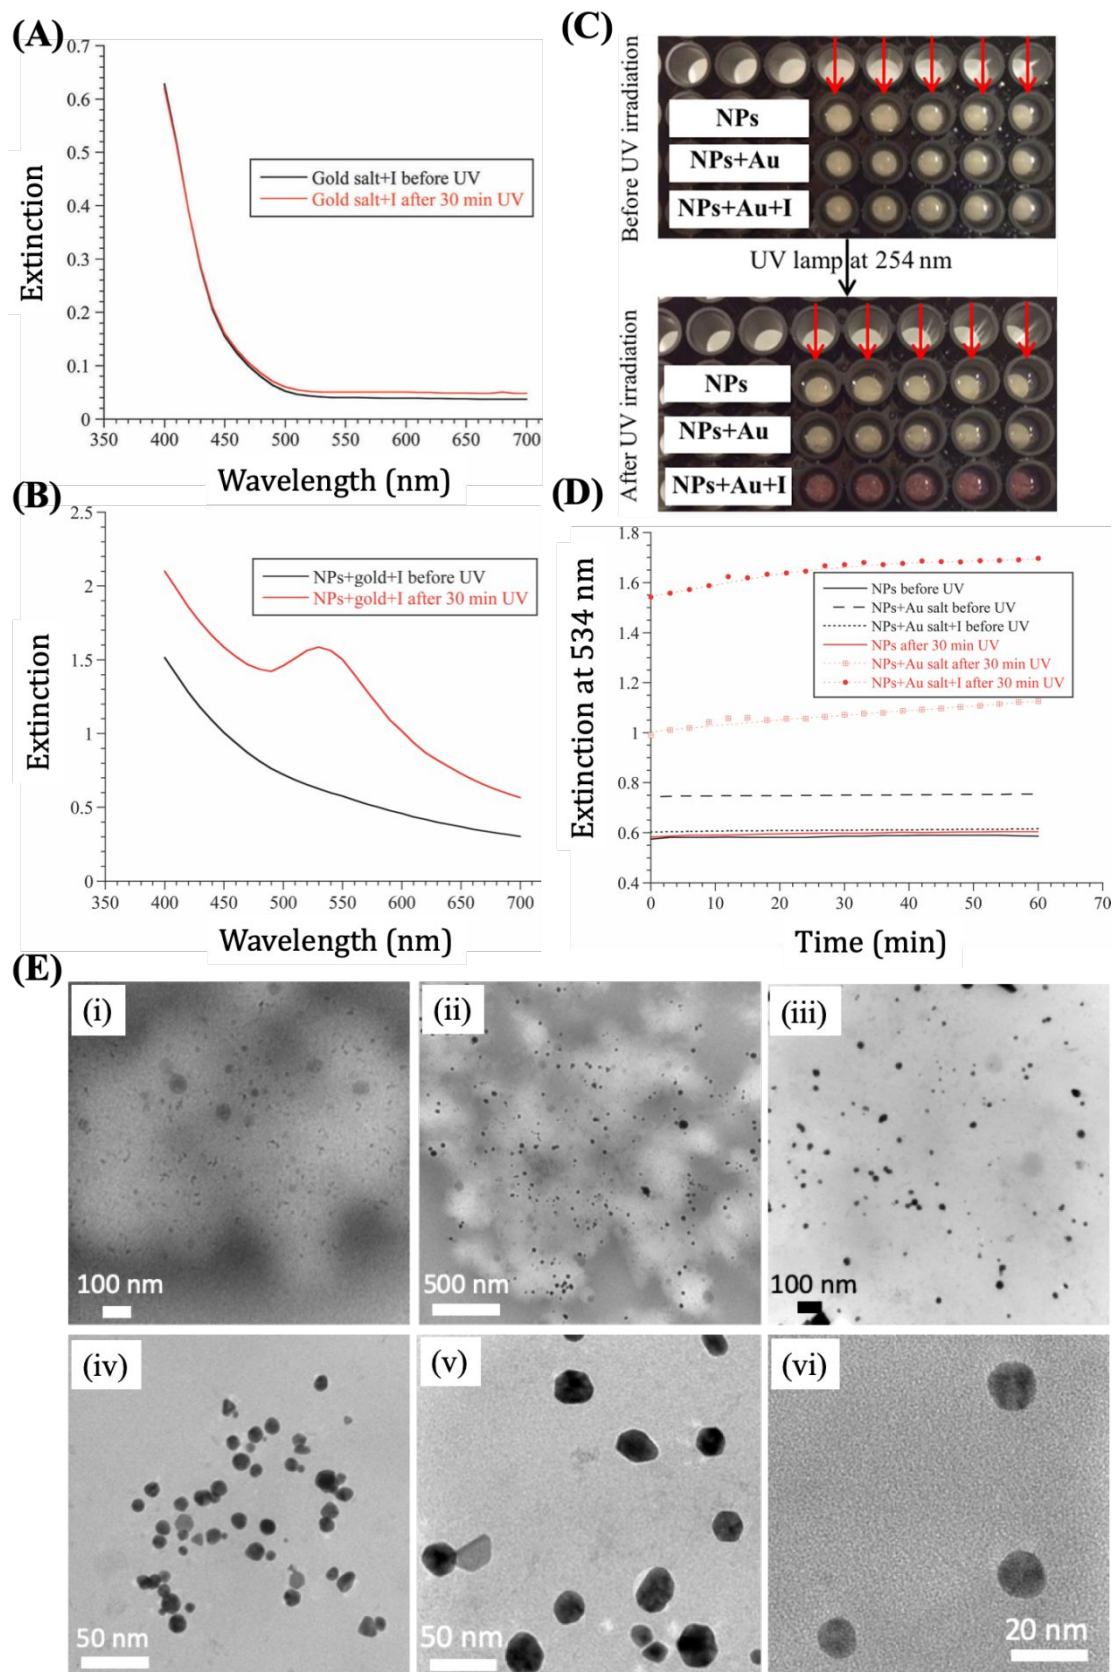 (A)
0.7
0.6
0.5
0.4
0.3
0.2
0.1
0
Extinction
Gold salt+I before UV
Gold salt+I after 30 min UV
350 400 450 500 550 600 650 700
Wavelength (nm)
(B)
2.5
2
1.5
1
0.5
0
Extinction
NPs+gold+I before UV
NPs+gold+I after 30 min UV
350 400 450 500 550 600 650 700
Wavelength (nm)
(C)
Before UV irradiation
NPs
NPs+Au
NPs+Au+I
UV lamp at 254 nm
After UV irradiation
NPs
NPs+Au
NPs+Au+I
(D)
1.8
1.6
1.4
1.2
1
0.8
0.6
0.4
Extinction at 534 nm
NPs before UV
NPs+Au salt before UV
NPs+Au salt+I before UV
NPs after 30 min UV
NPs+Au salt after 30 min UV
NPs+Au salt+I after 30 min UV
0 10 20 30 40 50 60 70
Time (min)
(E)
(i)
100 nm
(ii)
500 nm
(iii)
100 nm
(iv)
50 nm
(v)
50 nm
(vi)
20 nm